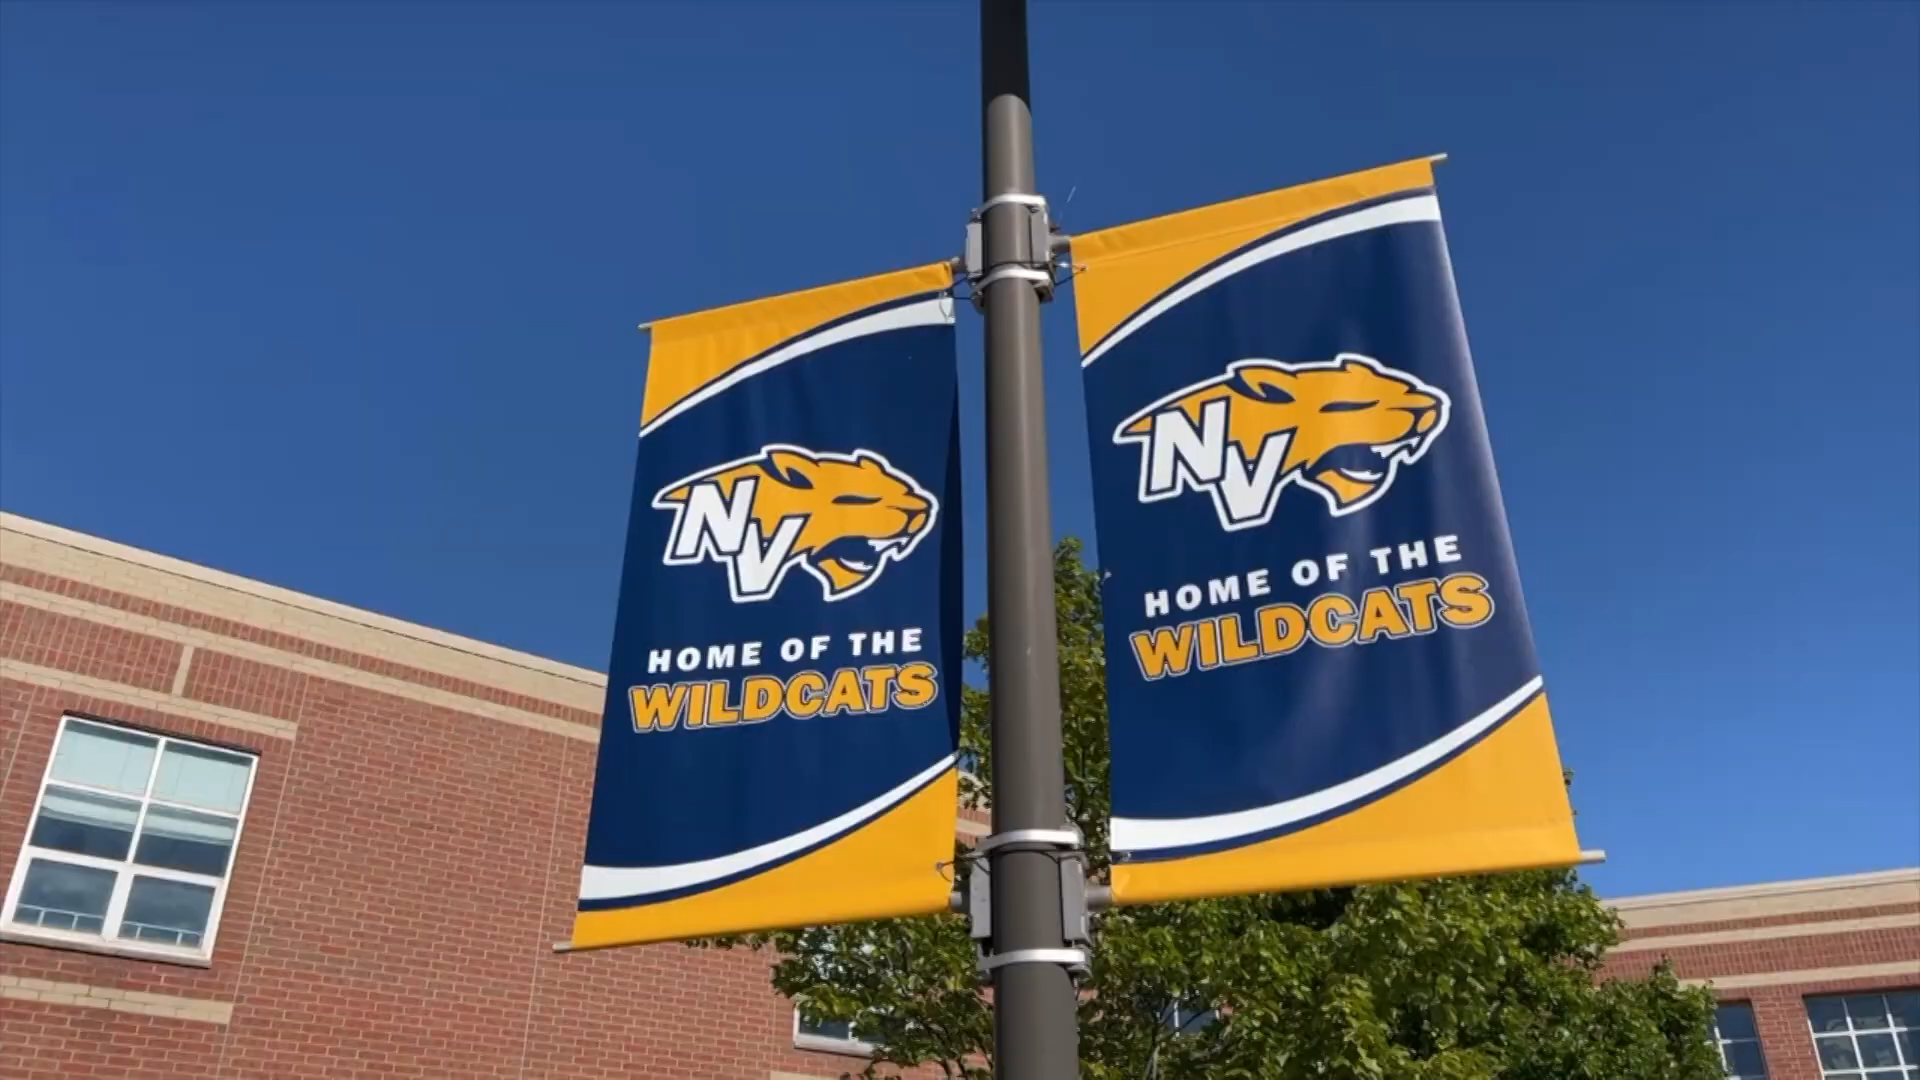 NV
HOME OF THE
WILDCATS
NV
HOME OF THE
WILDCATS